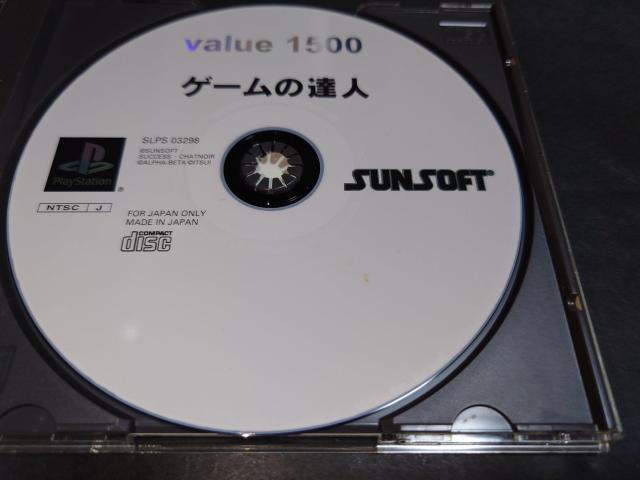 value 1500
ゲームの達人
SLPS 03298
©SUNSOFT
SUCCESS・CHATNOIR
©ALPHA-BETA ©ITSUI
PlayStation®
SUNSOFT®
NTSC J
FOR JAPAN ONLY
MADE IN JAPAN
COMPACT
disc